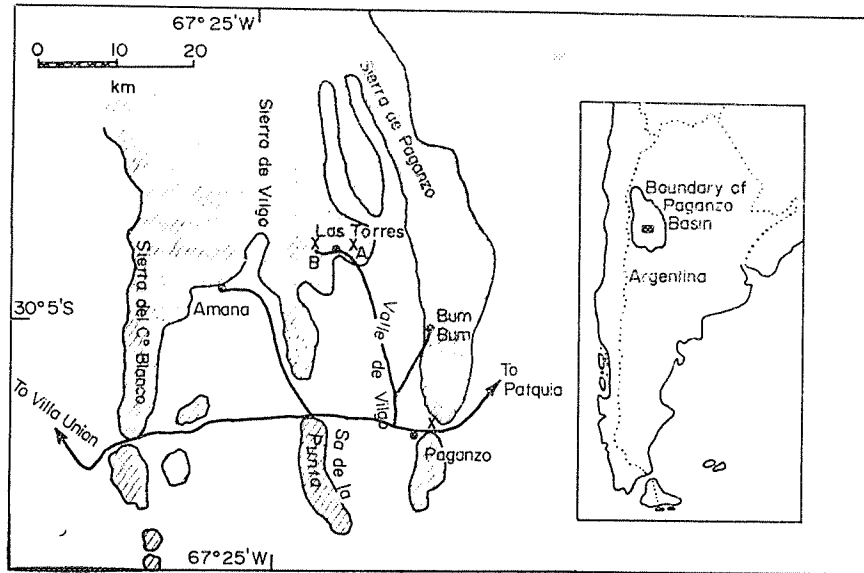 67° 25' W
0 10 20
km
Sierra de Vilgo
Sierra de Paganzo
Boundary of
Paganzo
Basin
Argentina
Las Torres
X X
B A
Sierra del C° Blanco
30° 5'S
Amana
Valle de Vilgo
Bum
Bum
To
Patquia
To Villa Union
X
Sa de la
Punta
Paganzo
67° 25' W